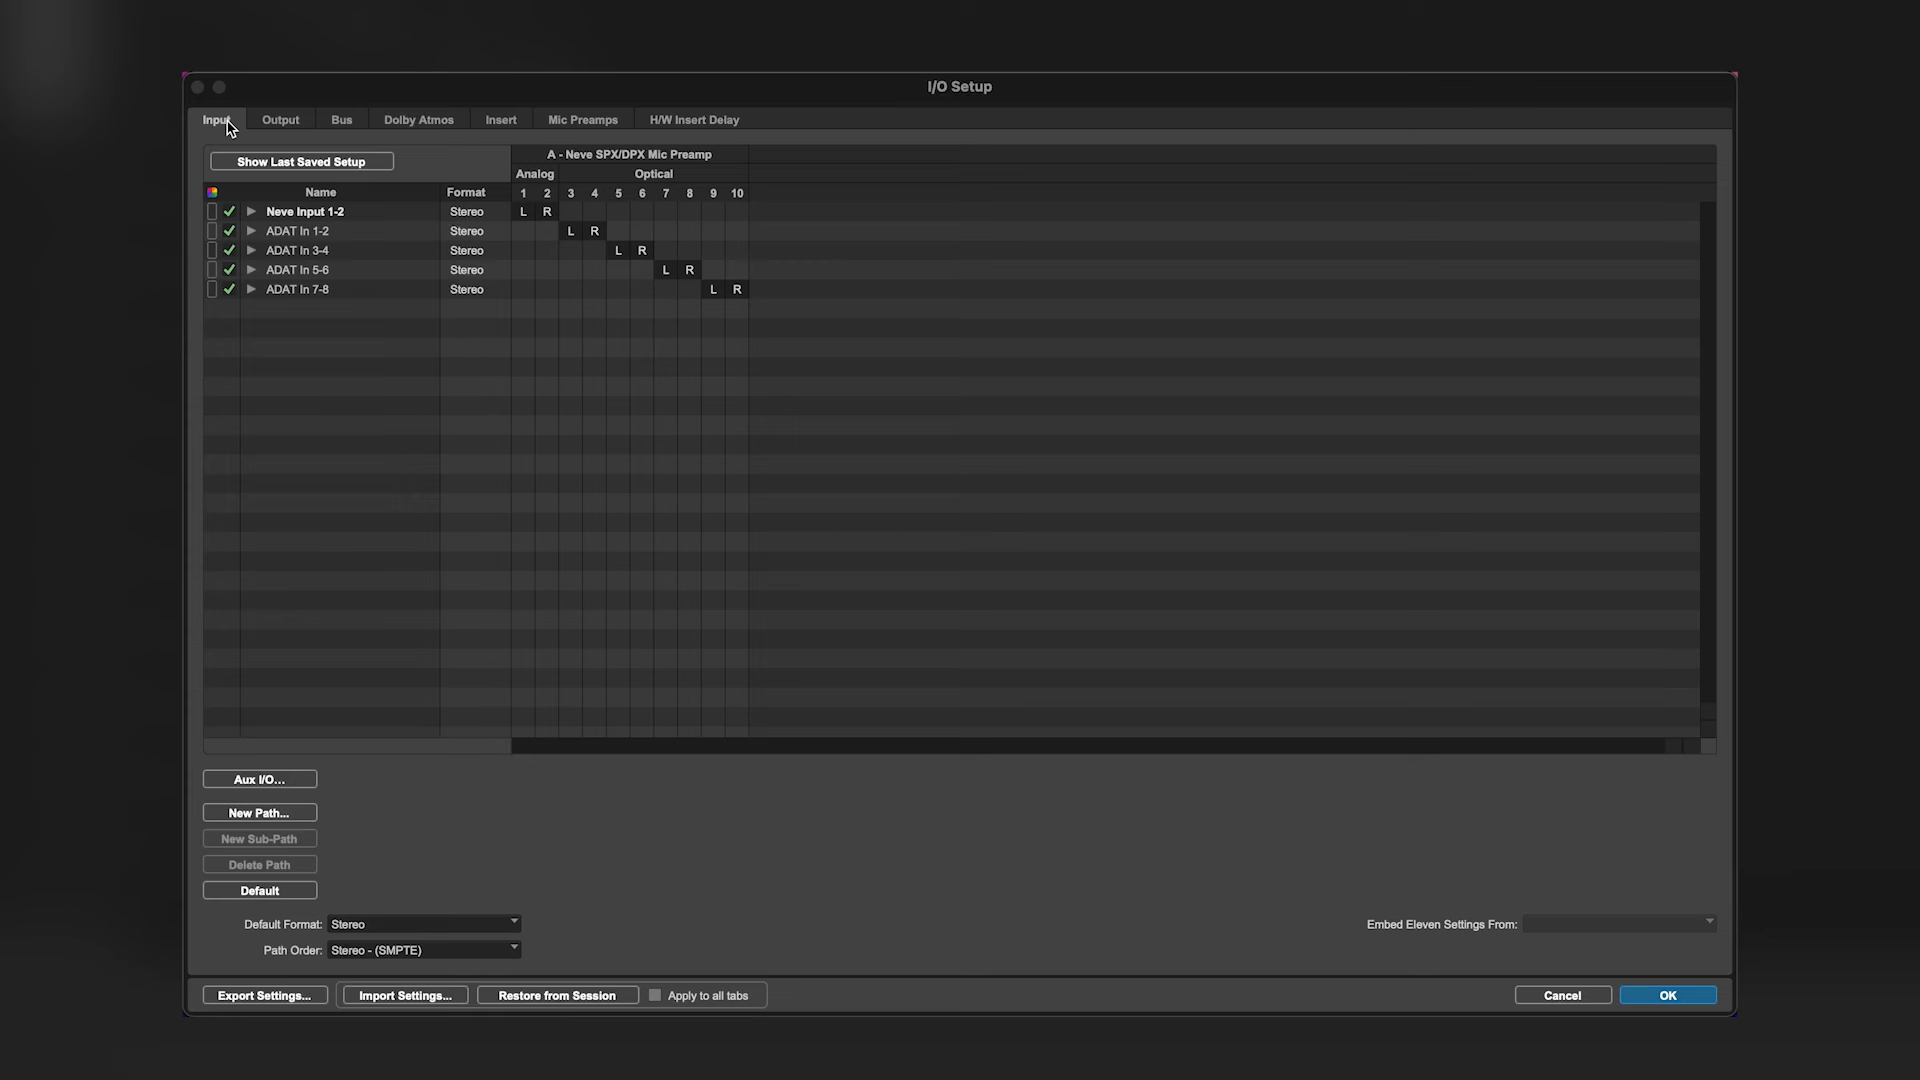 I/O Setup
Input Output Bus Dolby Atmos Insert Mic Preamps H/W Insert Delay
Show Last Saved Setup
A - Neve SPX/DPX Mic Preamp
Analog Optical
Name Format 1 2 3 4 5 6 7 8 9 10
Neve Input 1-2 Stereo L R
ADAT In 1-2 Stereo L R
ADAT In 3-4 Stereo L R
ADAT In 5-6 Stereo L R
ADAT In 7-8 Stereo L R
Aux I/O...
New Path...
New Sub-Path
Delete Path
Default
Default Format: Stereo
Embed Eleven Settings From:
Path Order: Stereo - (SMPTE)
Export Settings... Import Settings... Restore from Session Apply to all tabs Cancel OK